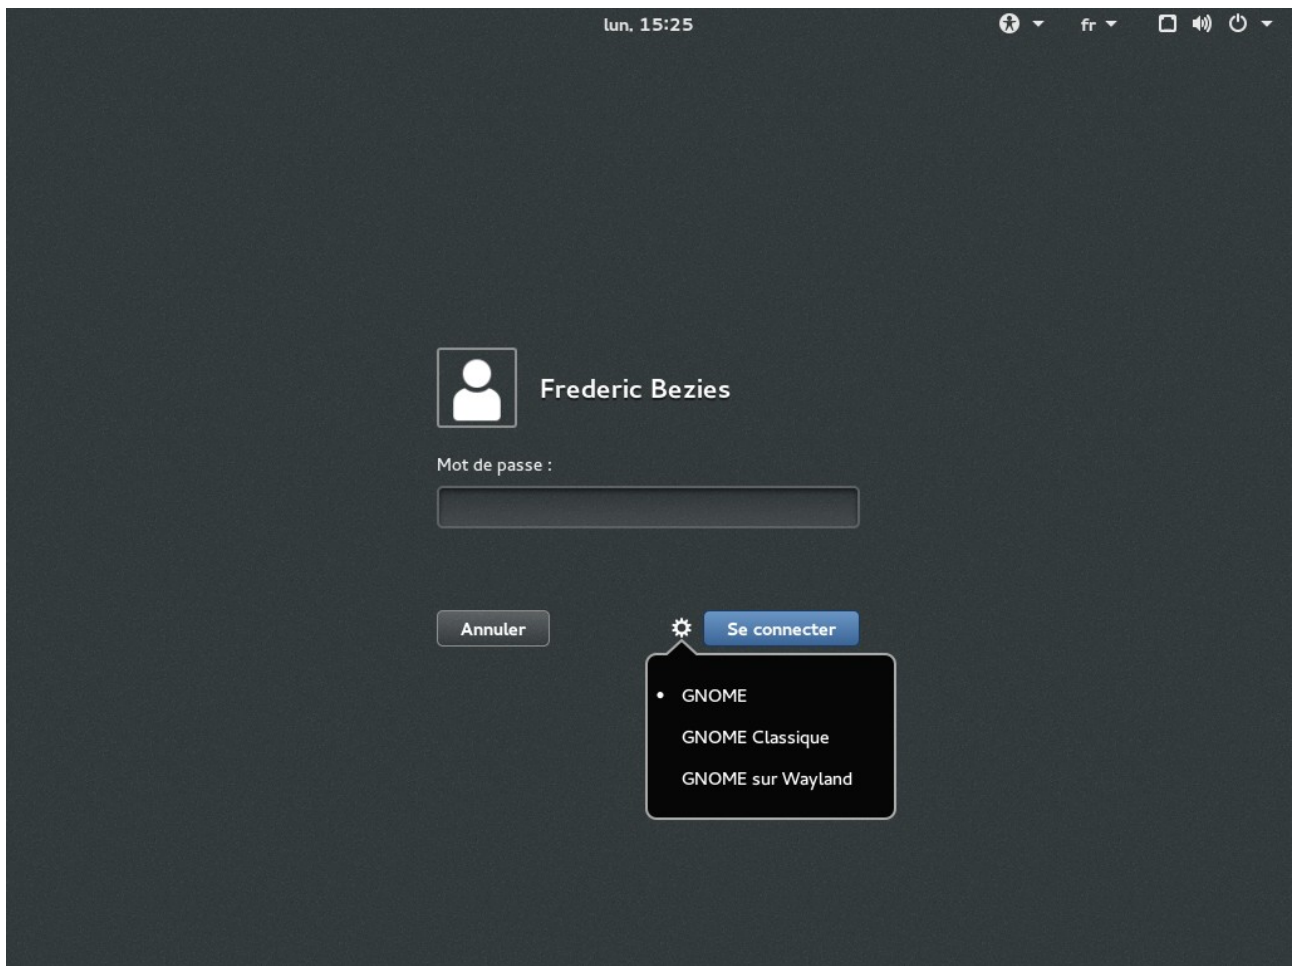 lun. 15:25
fr
Frederic Bezies
Mot de passe :
Annuler
Se connecter
GNOME
GNOME Classique
GNOME sur Wayland